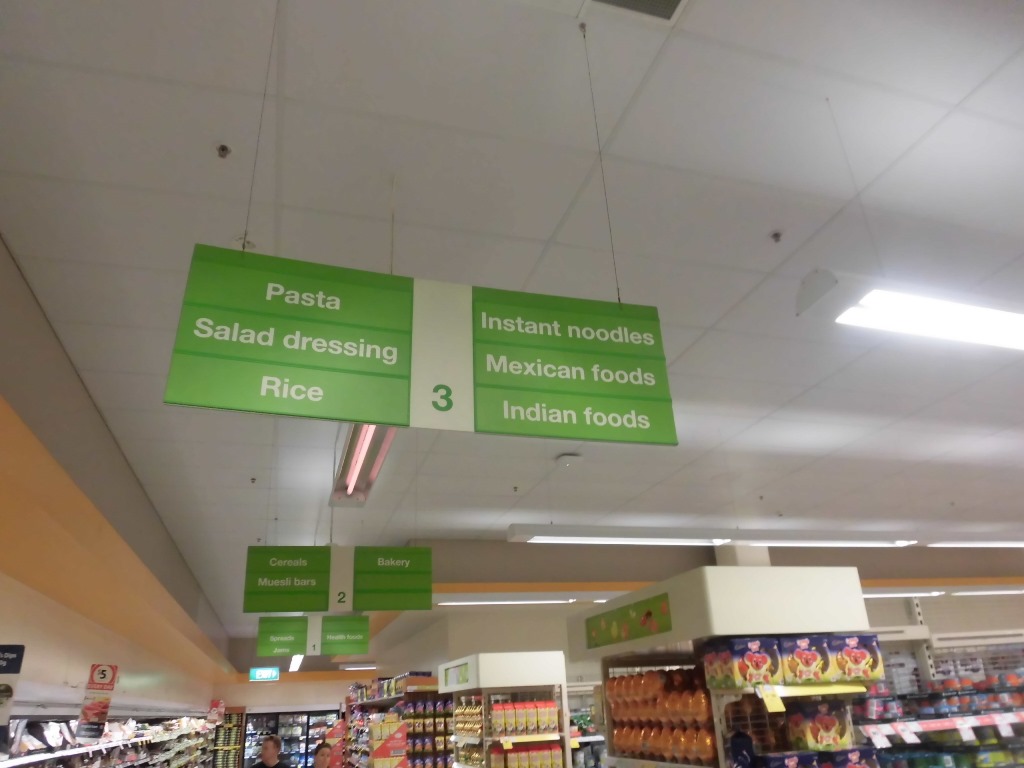 Pasta
Salad dressing
Rice
3
Instant noodles
Mexican foods
Indian foods
Cereals
Muesli bars
2
Bakery
Spreads
Jams
1
Health foods
EXIT
$5